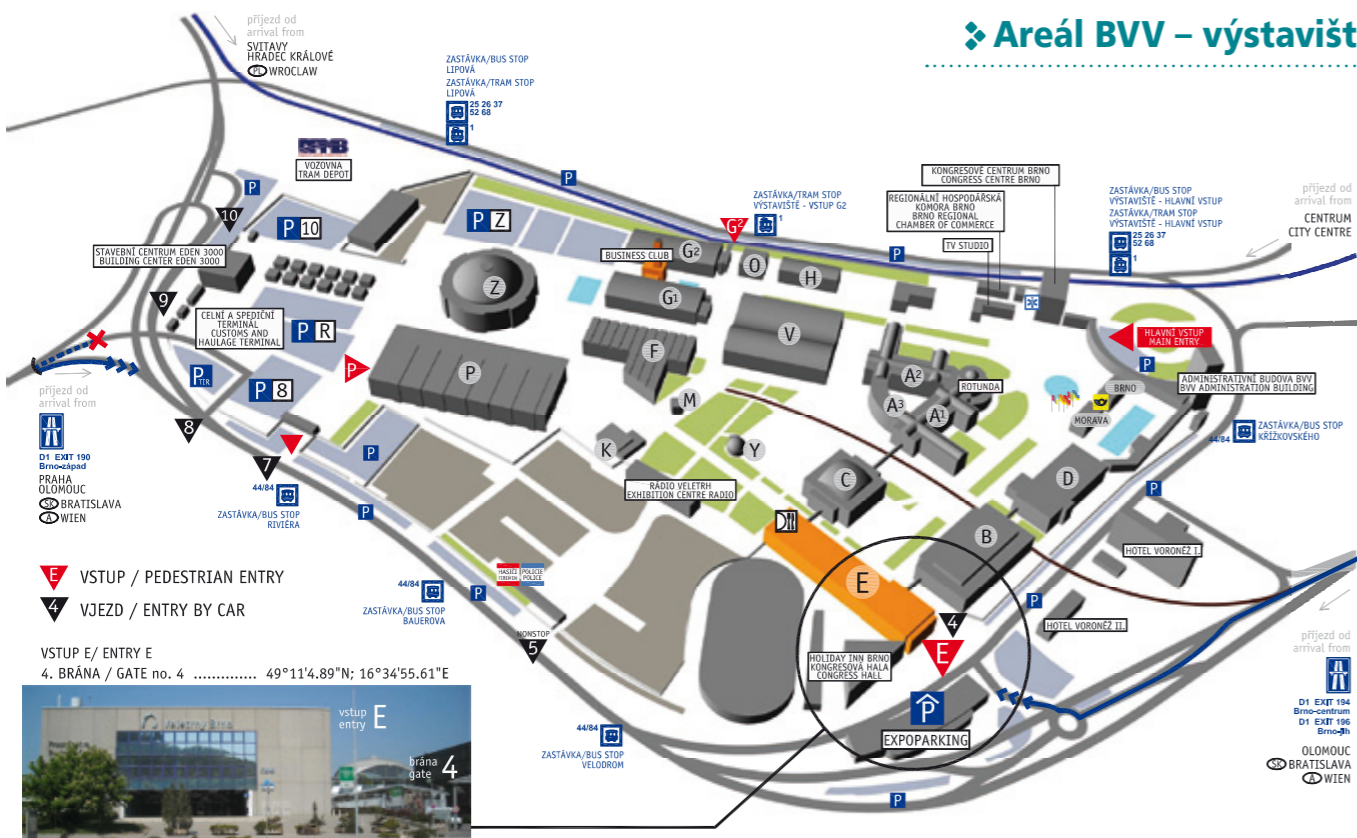 Areál BVV – výstavišt
příjezd od
arrival from
SVITAVY
HRADEC KRÁLOVÉ
PL WROCLAW
ZASTÁVKA/BUS STOP
LIPOVÁ
ZASTÁVKA/TRAM STOP
LIPOVÁ
25 26 37
52 68
1
VOZOVNA
TRAM DEPOT
P
P
10
P 10
P Z
STAVEBNÍ CENTRUM EDEN 3000
BUILDING CENTER EDEN 3000
9
CELNÍ A SPEDIČNÍ
TERMINÁL
CUSTOMS AND
HAULAGE TERMINAL
P R
P TIR
P 8
8
7
P
44/84
ZASTÁVKA/BUS STOP
RIVIÉRA
příjezd od
arrival from
D1 EXIT 190
Brno-západ
PRAHA
OLOMOUC
SK BRATISLAVA
A WIEN
BUSINESS CLUB
G2
G2
ZASTÁVKA/TRAM STOP
VÝSTAVIŠTĚ - VSTUP G2
1
O
H
P
G1
Z
V
F
P
P
M
K
Y
RÁDIO VELETRH
EXHIBITION CENTRE RADIO
KONGRESOVÉ CENTRUM BRNO
CONGRESS CENTRE BRNO
REGIONÁLNÍ HOSPODÁŘSKÁ
KOMORA BRNO
BRNO REGIONAL
CHAMBER OF COMMERCE
TV STUDIO
ZASTÁVKA/BUS STOP
VÝSTAVIŠTĚ - HLAVNÍ VSTUP
ZASTÁVKA/TRAM STOP
VÝSTAVIŠTĚ - HLAVNÍ VSTUP
25 26 37
52 68
1
příjezd od
arrival from
CENTRUM
CITY CENTRE
HLAVNÍ VSTUP
MAIN ENTRY
P
ADMINISTRATIVNÍ BUDOVA BVV
BVV ADMINISTRATION BUILDING
A2
ROTUNDA
A3
A1
BRNO
MORAVA
44/84
ZASTÁVKA/BUS STOP
KŘÍŽKOVSKÉHO
C
D
B
P
HOTEL VORONĚŽ I.
P
HOTEL VORONĚŽ II.
E
4
E
HOLIDAY INN BRNO
KONGRESOVÁ HALA
CONGRESS HALL
P
EXPOPARKING
příjezd od
arrival from
D1 EXIT 194
Brno-centrum
D1 EXIT 196
Brno-jih
OLOMOUC
SK BRATISLAVA
A WIEN
P
P
P
HASIČI
POLICIE
POLICE
NONSTOP
5
44/84
ZASTÁVKA/BUS STOP
BAUEROVA
44/84
ZASTÁVKA/BUS STOP
VELODROM
E VSTUP / PEDESTRIAN ENTRY
4 VJEZD / ENTRY BY CAR
VSTUP E/ ENTRY E
4. BRÁNA / GATE no. 4 .............. 49°11'4.89"N; 16°34'55.61"E
Veletrhy Brno
vstup
entry E
brána
gate 4